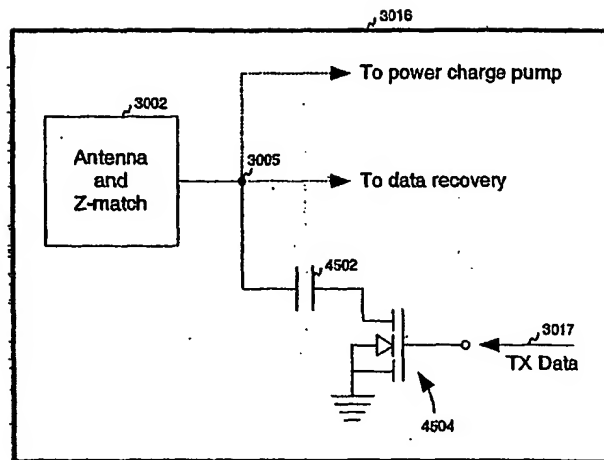 3016
To power charge pump
3002
Antenna
and
Z-match
3005
To data recovery
4502
3017
TX Data
4504